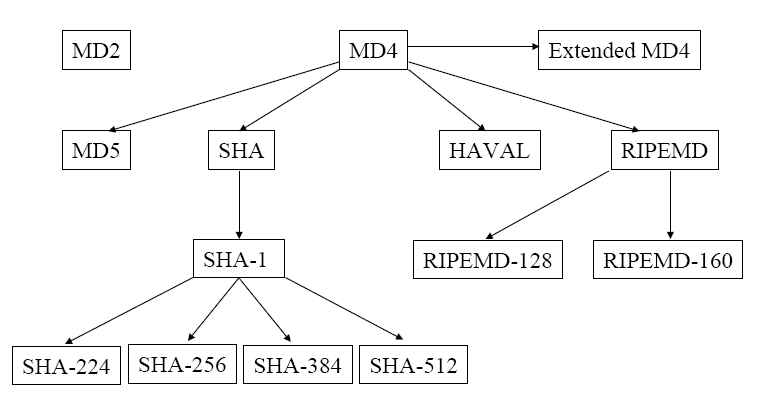 MD2
MD4
Extended MD4
MD5
SHA
HAVAL
RIPEMD
SHA-1
RIPEMD-128
RIPEMD-160
SHA-224
SHA-256
SHA-384
SHA-512